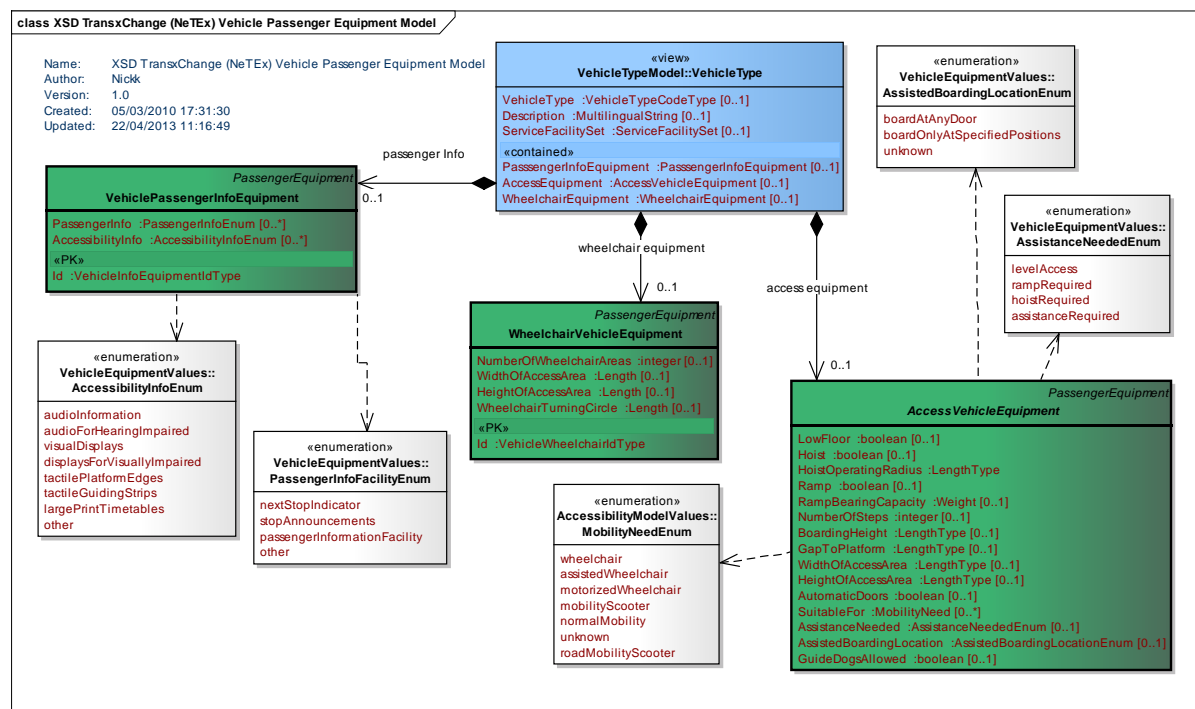 class XSD TransxChange (NeTEx) Vehicle Passenger Equipment Model
Name: XSD TransxChange (NeTEx) Vehicle Passenger Equipment Model
Author: Nickk
Version: 1.0
Created: 05/03/2010 17:31:30
Updated: 22/04/2013 11:16:49
«view»
VehicleTypeModel::VehicleType
VehicleType :VehicleTypeCodeType [0..1]
Description :MultilingualString [0..1]
ServiceFacilitySet :ServiceFacilitySet [0..1]
«contained»
PasssengerInfoEquipment :PasssengerInfoEquipment [0..1]
AccessEquipment :AccessVehicleEquipment [0..1]
WheelchairEquipment :WheelchairEquipment [0..1]
«enumeration»
VehicleEquipmentValues::
AssistedBoardingLocationEnum
boardAtAnyDoor
boardOnlyAtSpecifiedPositions
unknown
passenger Info
0..1
PassengerEquipment
VehiclePassengerInfoEquipment
PassengerInfo :PassengerInfoEnum [0..*]
AccessibilityInfo :AccessibilityInfoEnum [0..*]
«PK»
Id :VehicleInfoEquipmentIdType
«enumeration»
VehicleEquipmentValues::
AssistanceNeededEnum
levelAccess
rampRequired
hoistRequired
assistanceRequired
wheelchair equipment
0..1
access equipment
0..1
PassengerEquipment
WheelchairVehicleEquipment
NumberOfWheelchairAreas :integer [0..1]
WidthOfAccessArea :Length [0..1]
HeightOfAccessArea :Length [0..1]
WheelchairTurningCircle :Length [0..1]
«PK»
Id :VehicleWheelchairIdType
«enumeration»
VehicleEquipmentValues::
AccessibilityInfoEnum
audioInformation
audioForHearingImpaired
visualDisplays
displaysForVisuallyImpaired
tactilePlatformEdges
tactileGuidingStrips
largePrintTimetables
other
«enumeration»
VehicleEquipmentValues::
PassengerInfoFacilityEnum
nextStopIndicator
stopAnnouncements
passengerInformationFacility
other
«enumeration»
AccessibilityModelValues::
MobilityNeedEnum
wheelchair
assistedWheelchair
motorizedWheelchair
mobilityScooter
normalMobility
unknown
roadMobilityScooter
PassengerEquipment
AccessVehicleEquipment
LowFloor :boolean [0..1]
Hoist :boolean [0..1]
HoistOperatingRadius :LengthType
Ramp :boolean [0..1]
RampBearingCapacity :Weight [0..1]
NumberOfSteps :integer [0..1]
BoardingHeight :LengthType [0..1]
GapToPlatform :LengthType [0..1]
WidthOfAccessArea :LengthType [0..1]
HeightOfAccessArea :LengthType [0..1]
AutomaticDoors :boolean [0..1]
SuitableFor :MobilityNeed [0..*]
AssistanceNeeded :AssistanceNeededEnum [0..1]
AssistedBoardingLocation :AssistedBoardingLocationEnum [0..1]
GuideDogsAllowed :boolean [0..1]